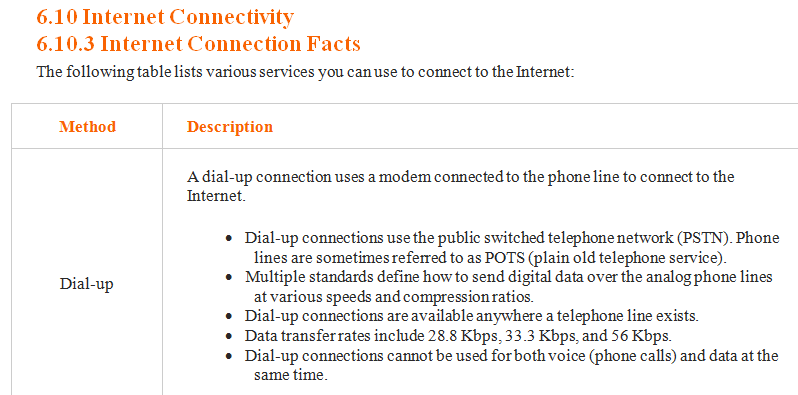 6.10 Internet Connectivity
6.10.3 Internet Connection Facts
The following table lists various services you can use to connect to the Internet:
Method
Description
Dial-up
A dial-up connection uses a modem connected to the phone line to connect to the
Internet.
• Dial-up connections use the public switched telephone network (PSTN). Phone
lines are sometimes referred to as POTS (plain old telephone service).
• Multiple standards define how to send digital data over the analog phone lines
at various speeds and compression ratios.
• Dial-up connections are available anywhere a telephone line exists.
• Data transfer rates include 28.8 Kbps, 33.3 Kbps, and 56 Kbps.
• Dial-up connections cannot be used for both voice (phone calls) and data at the
same time.